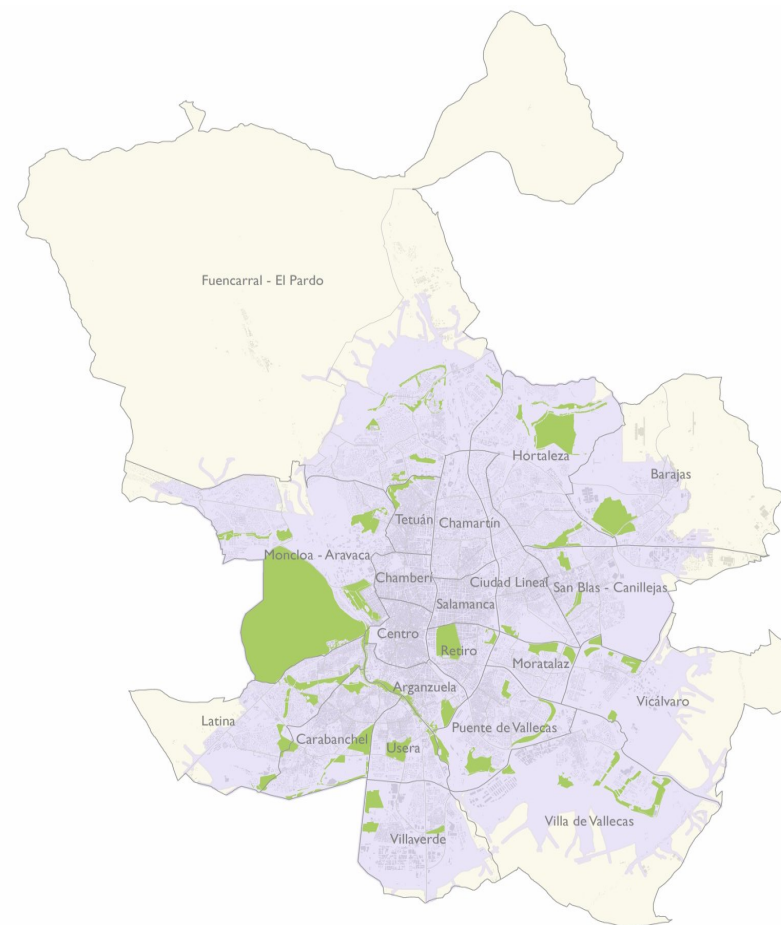 Fuencarral - El Pardo
Hortaleza
Barajas
Tetuán
Chamartín
Moncloa - Aravaca
Chamberí
Ciudad Lineal
San Blas - Canillejas
Salamanca
Centro
Retiro
Moratalaz
Arganzuela
Vicálvaro
Latina
Puente de Vallecas
Carabanchel
Usera
Villa de Vallecas
Villaverde